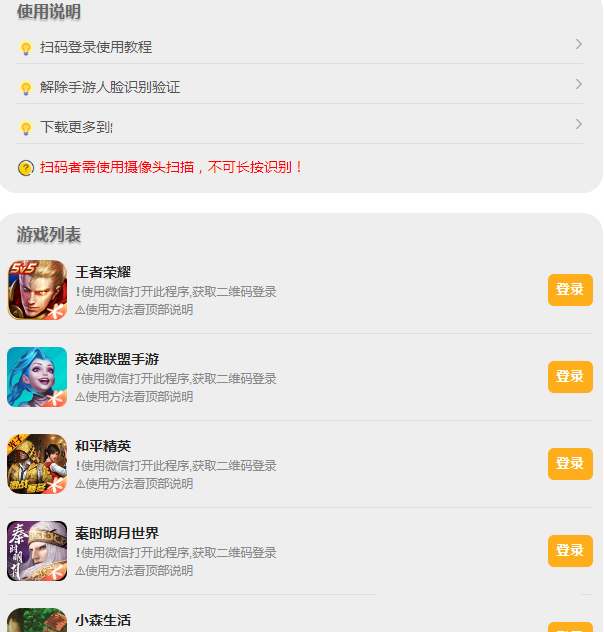 使用说明
扫码登录使用教程
解除手游人脸识别验证
下载更多到!
扫码者需使用摄像头扫描，不可长按识别！
游戏列表
5v5
王者荣耀
!使用微信打开此程序,获取二维码登录
⚠使用方法看顶部说明
登录
英雄联盟手游
!使用微信打开此程序,获取二维码登录
⚠使用方法看顶部说明
登录
和平精英
!使用微信打开此程序,获取二维码登录
⚠使用方法看顶部说明
登录
秦时明月
秦时明月世界
!使用微信打开此程序,获取二维码登录
⚠使用方法看顶部说明
登录
小森生活